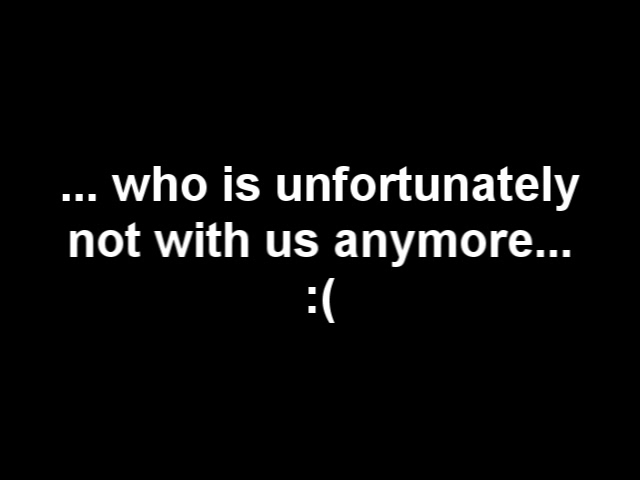 ... who is unfortunately
not with us anymore...
:(